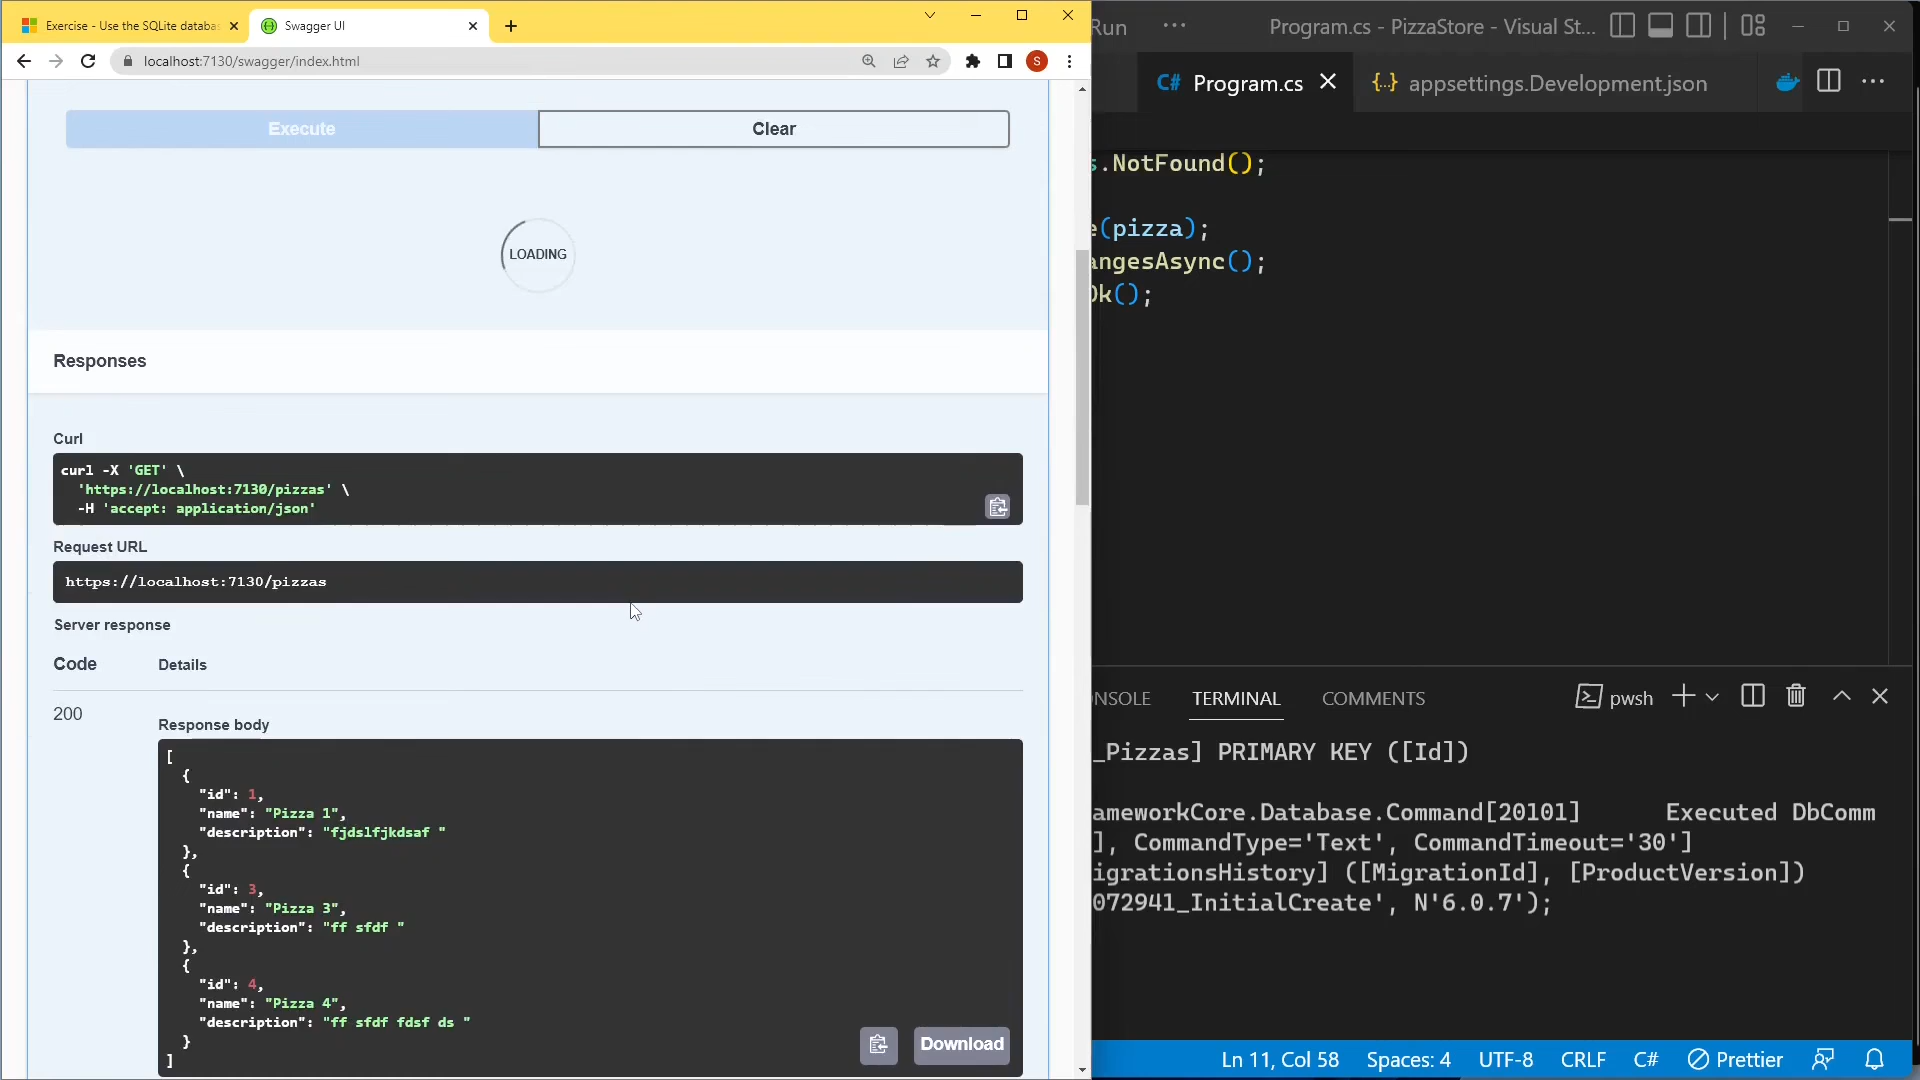 Exercise - Use the SQLite databa
Swagger UI
localhost:7130/swagger/index.html
S
Execute
Clear
LOADING
Responses
Curl
curl -X 'GET' \
'https://localhost:7130/pizzas' \
-H 'accept: application/json'
Request URL
https://localhost:7130/pizzas
Server response
Code
Details
200
Response body
[
{
"id": 1,
"name": "Pizza 1",
"description": "fjdslfjkdsaf "
},
{
"id": 3,
"name": "Pizza 3",
"description": "ff sfdf "
},
{
"id": 4,
"name": "Pizza 4",
"description": "ff sfdf fdsf ds "
}
]
Download
Run
···
Program.cs - PizzaStore - Visual St...
C# Program.cs
{..} appsettings.Development.json
s.NotFound();
e(pizza);
angesAsync();
Ok();
ONSOLE
TERMINAL
COMMENTS
pwsh
_Pizzas] PRIMARY KEY ([Id])
ameworkCore.Database.Command[20101] Executed DbComm
], CommandType='Text', CommandTimeout='30']
igrationsHistory] ([MigrationId], [ProductVersion])
072941_InitialCreate', N'6.0.7');
Ln 11, Col 58
Spaces: 4
UTF-8
CRLF
C#
Prettier